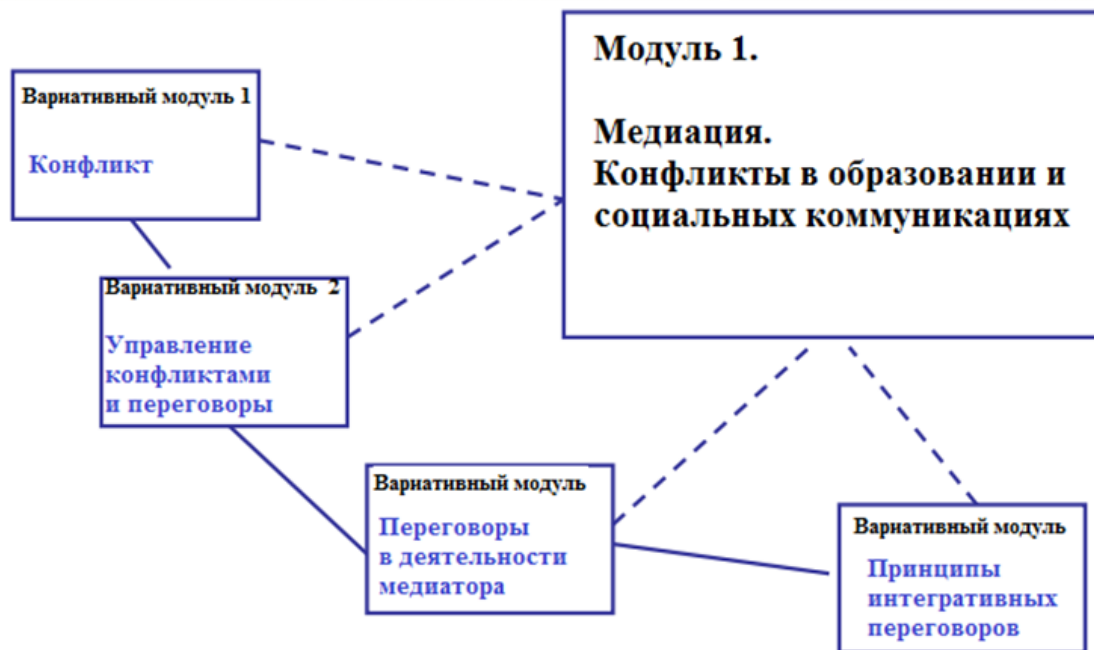 Модуль 1.
Медиация.
Конфликты в образовании и
социальных коммуникациях
Вариативный модуль 1
Конфликт
Вариативный модуль 2
Управление
конфликтами
и переговоры
Вариативный модуль
Переговоры
в деятельности
медиатора
Вариативный модуль
Принципы
интегративных
переговоров